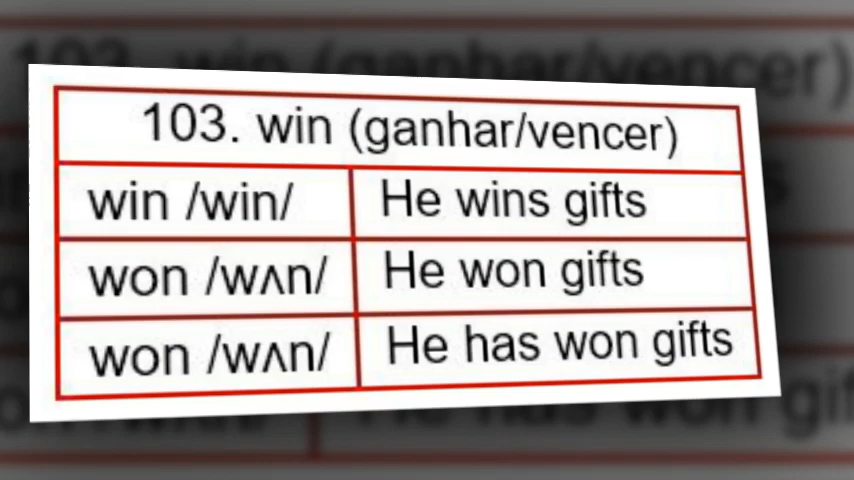 103. win (ganhar/vencer)
win /win/ He wins gifts
won /wʌn/ He won gifts
won /wʌn/ He has won gifts